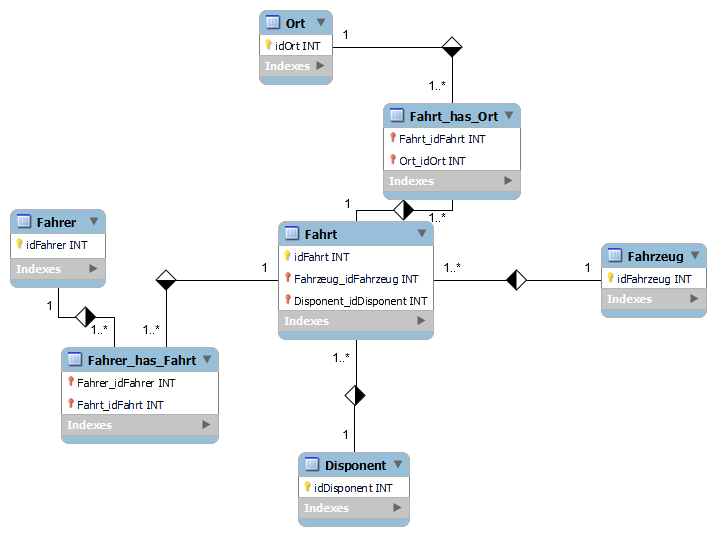 Ort
idOrt INT
Indexes
1
1..*
Fahrt_has_Ort
Fahrt_idFahrt INT
Ort_idOrt INT
Indexes
1
1..*
Fahrer
idFahrer INT
Indexes
1
1..*
Fahrt
idFahrt INT
Fahrzeug_idFahrzeug INT
Disponent_idDisponent INT
Indexes
1
1..*
1..*
1
Fahrzeug
idFahrzeug INT
Indexes
Fahrer_has_Fahrt
Fahrer_idFahrer INT
Fahrt_idFahrt INT
Indexes
1..*
1
Disponent
idDisponent INT
Indexes